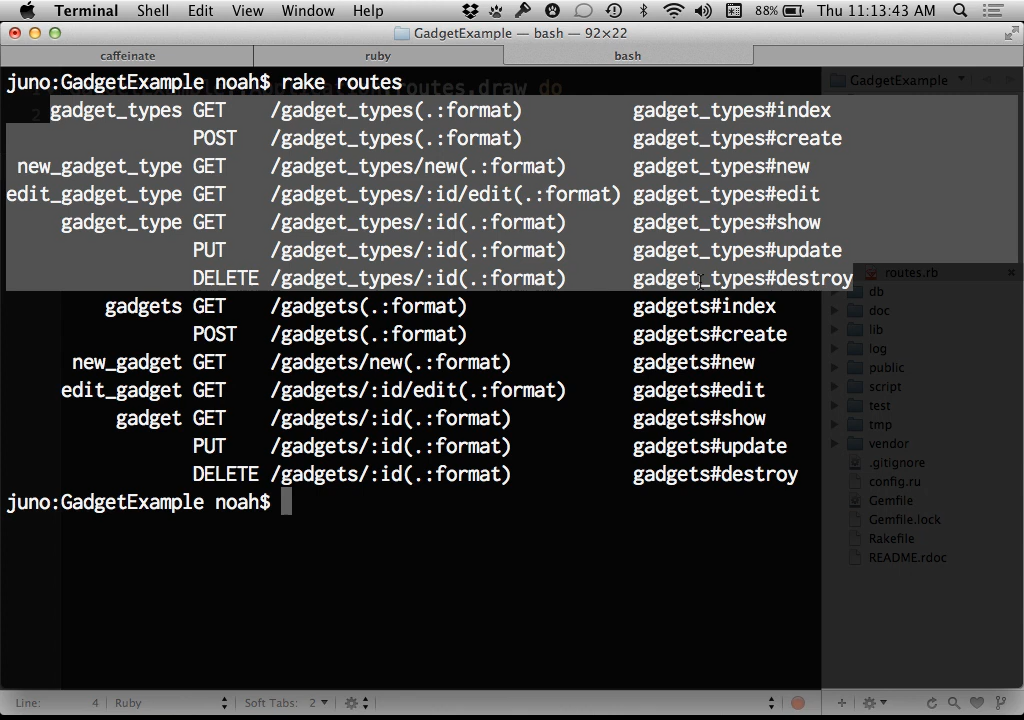 Terminal Shell Edit View Window Help 88% Thu 11:13:43 AM
GadgetExample — bash — 92×22
caffeinate ruby bash
juno:GadgetExample noah$ rake routes
gadget_types GET /gadget_types(.:format) gadget_types#index
POST /gadget_types(.:format) gadget_types#create
new_gadget_type GET /gadget_types/new(.:format) gadget_types#new
edit_gadget_type GET /gadget_types/:id/edit(.:format) gadget_types#edit
gadget_type GET /gadget_types/:id(.:format) gadget_types#show
PUT /gadget_types/:id(.:format) gadget_types#update
DELETE /gadget_types/:id(.:format) gadget_types#destroy
gadgets GET /gadgets(.:format) gadgets#index
POST /gadgets(.:format) gadgets#create
new_gadget GET /gadgets/new(.:format) gadgets#new
edit_gadget GET /gadgets/:id/edit(.:format) gadgets#edit
gadget GET /gadgets/:id(.:format) gadgets#show
PUT /gadgets/:id(.:format) gadgets#update
DELETE /gadgets/:id(.:format) gadgets#destroy
juno:GadgetExample noah$
routes.draw do
2
GadgetExample
routes.rb
db
doc
lib
log
public
script
test
tmp
vendor
.gitignore
config.ru
Gemfile
Gemfile.lock
Rakefile
README.rdoc
Line: 4 Ruby Soft Tabs: 2